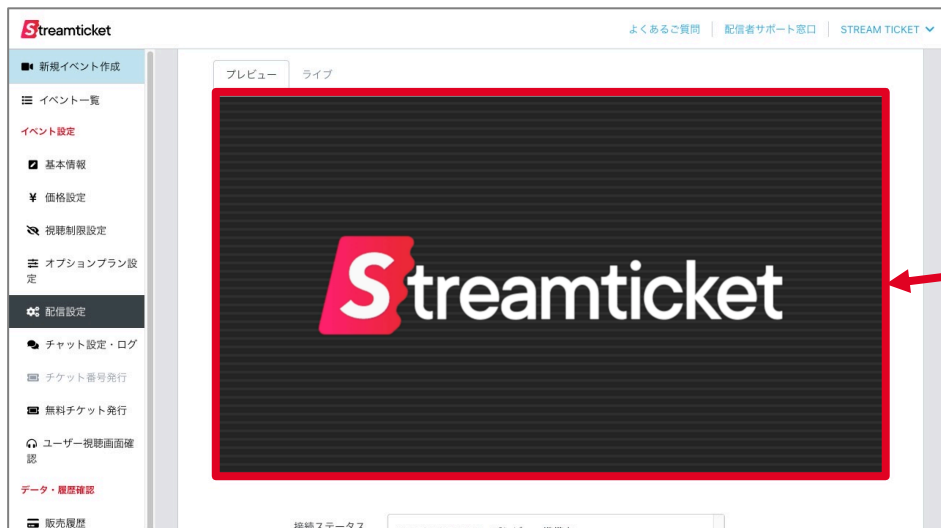 Streamticket
よくあるご質問
配信者サポート窓口
STREAM TICKET
新規イベント作成
イベント一覧
イベント設定
基本情報
価格設定
視聴制限設定
オプションプラン設
定
配信設定
チャット設定・ログ
チケット番号発行
無料チケット発行
ユーザー視聴画面確
認
データ・履歴確認
販売履歴
プレビュー
ライブ
Streamticket
接続ステータス